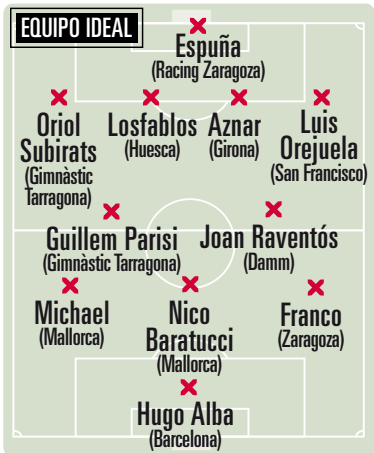 EQUIPO IDEAL
Espuña
(Racing Zaragoza)
Oriol
Subirats
(Gimnàstic
Tarragona)
Losfablos
(Huesca)
Aznar
(Girona)
Luis
Orejuela
(San Francisco)
Guillem Parisi
(Gimnàstic Tarragona)
Joan Raventós
(Damm)
Michael
(Mallorca)
Nico
Baratucci
(Mallorca)
Franco
(Zaragoza)
Hugo Alba
(Barcelona)